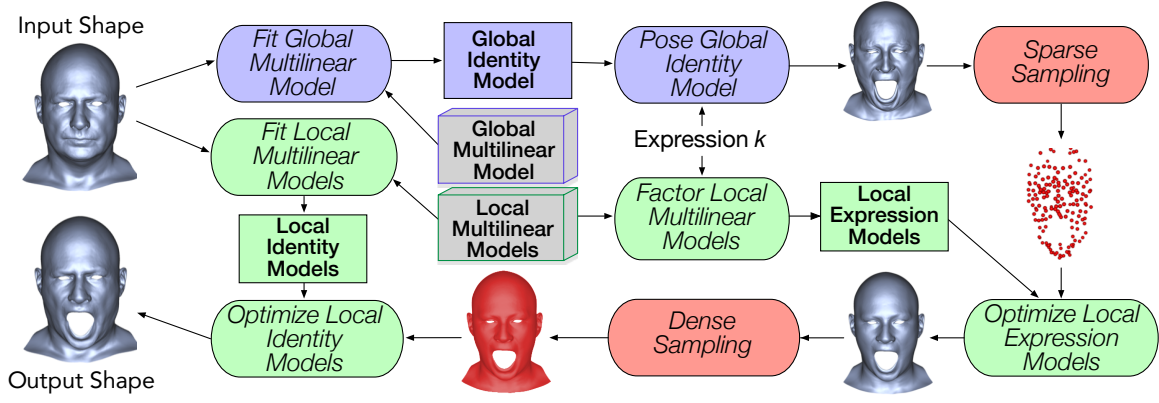 Input Shape
Fit Global
Multilinear
Model
Global
Identity
Model
Pose Global
Identity
Model
Sparse
Sampling
Global
Multilinear
Model
Expression k
Fit Local
Multilinear
Models
Local
Multilinear
Models
Factor Local
Multilinear
Models
Local
Expression
Models
Local
Identity
Models
Optimize Local
Identity
Models
Dense
Sampling
Optimize Local
Expression
Models
Output Shape